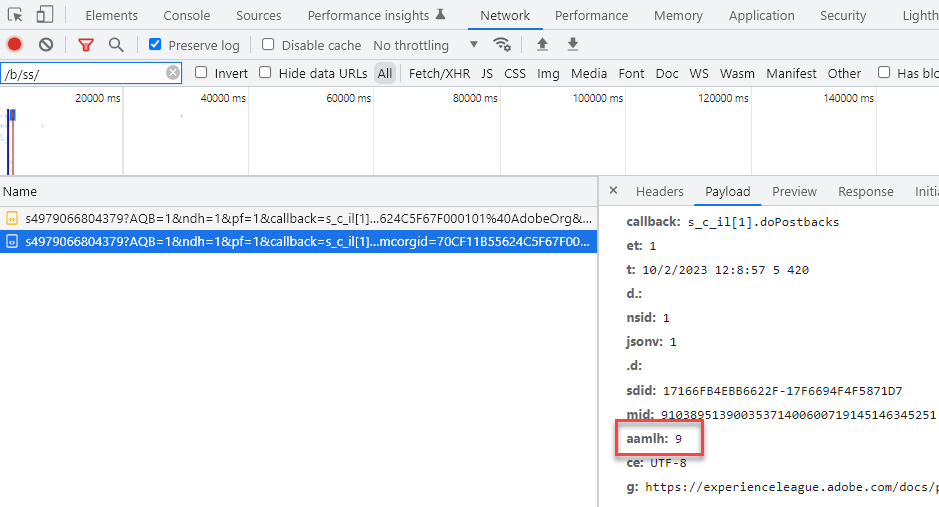 Elements Console Sources Performance insights Network Performance Memory Application Security Lighth
Preserve log Disable cache No throttling
/b/ss/ Invert Hide data URLs All Fetch/XHR JS CSS Img Media Font Doc WS Wasm Manifest Other Has blo
20000 ms 40000 ms 60000 ms 80000 ms 100000 ms 120000 ms 140000 ms
Name
Headers Payload Preview Response Initi
s4979066804379?AQB=1&ndh=1&pf=1&callback=s_c_il[1]...624C5F67F000101%40AdobeOrg&...
s4979066804379?AQB=1&ndh=1&pf=1&callback=s_c_il[1]...mcorgid=70CF11B55624C5F67F00...
callback: s_c_il[1].doPostbacks
et: 1
t: 10/2/2023 12:8:57 5 420
d.:
nsid: 1
jsonv: 1
.d:
sdid: 17166FB4EBB6622F-17F6694F4F5871D7
mid: 91038951390035371400600719145146345251
aamlh: 9
ce: UTF-8
g: https://experienceleague.adobe.com/docs/p